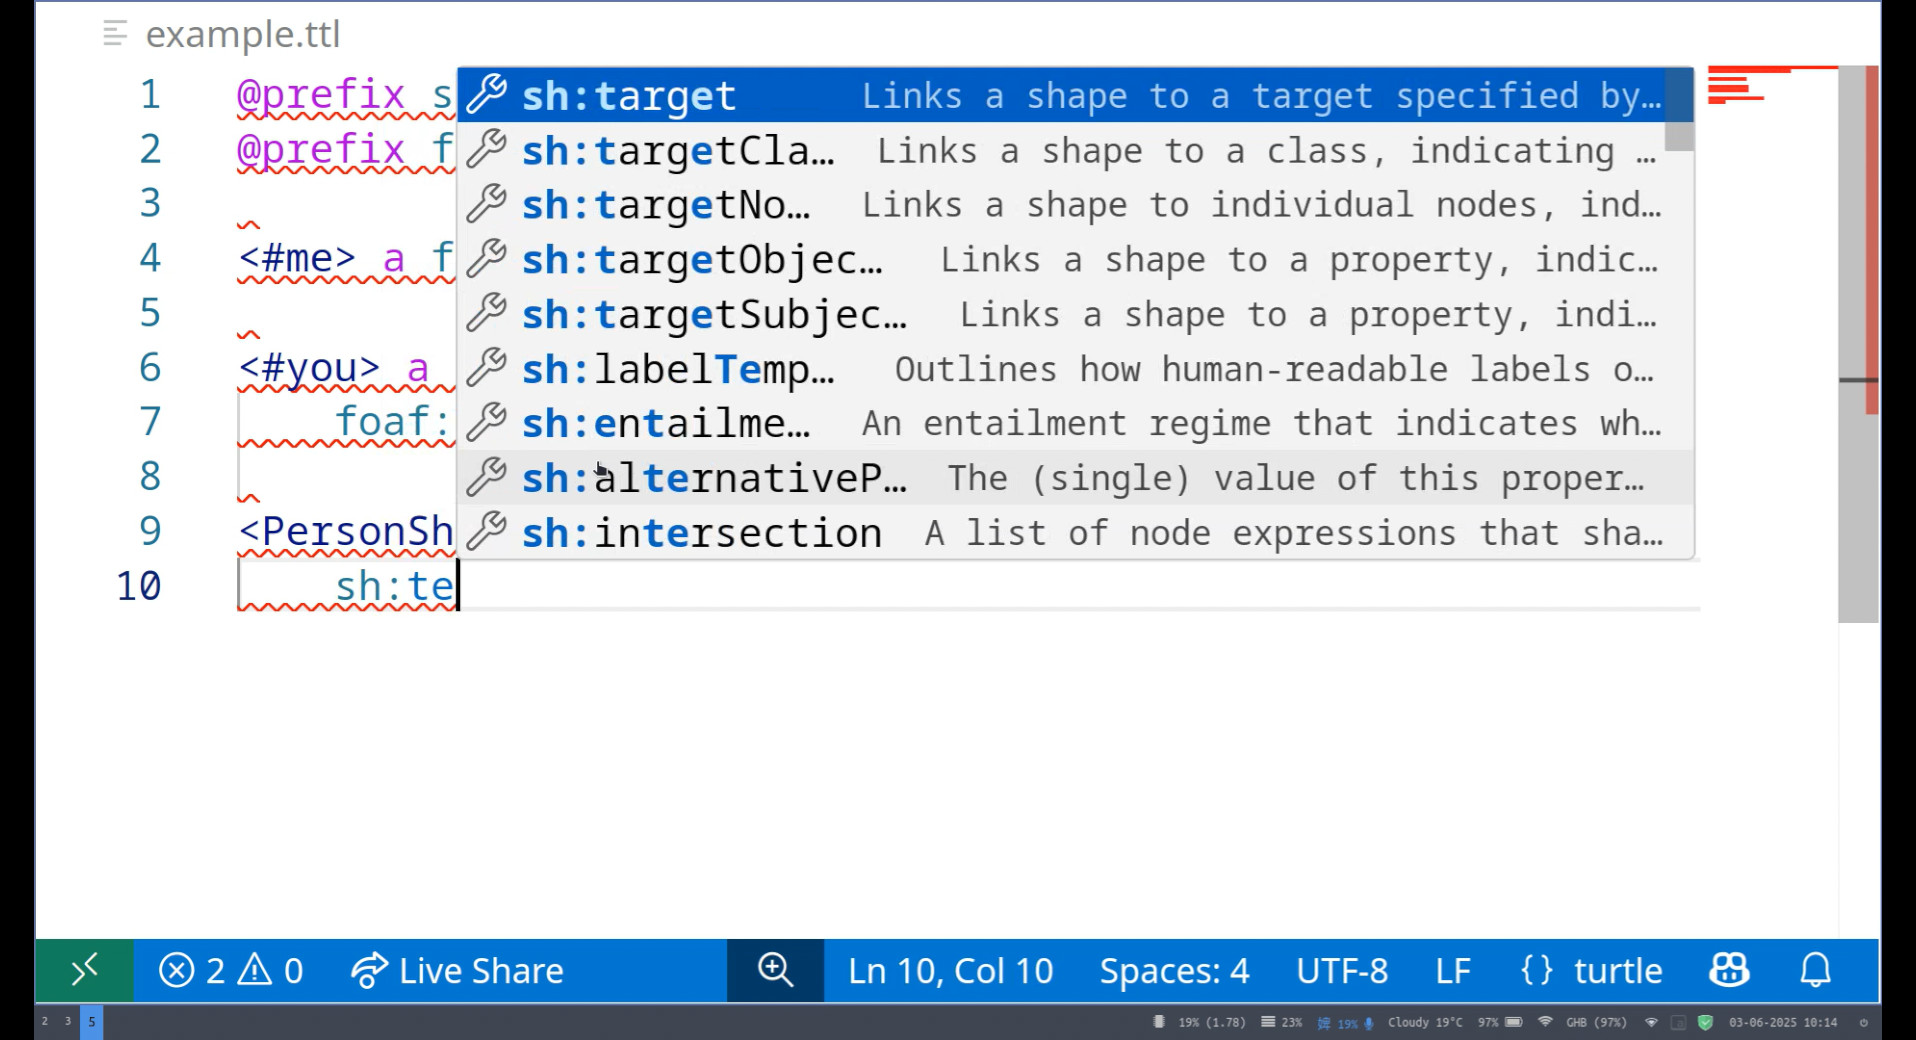 example.ttl
1 @prefix s
2 @prefix f
3
4 <#me> a f
5
6 <#you> a
7 foaf:
8
9 <PersonSh
10 sh:te
sh:target Links a shape to a target specified by…
sh:targetCla… Links a shape to a class, indicating …
sh:targetNo… Links a shape to individual nodes, ind…
sh:targetObjec… Links a shape to a property, indic…
sh:targetSubjec… Links a shape to a property, indi…
sh:labelTemp… Outlines how human-readable labels o…
sh:entailme… An entailment regime that indicates wh…
sh:alternativeP… The (single) value of this proper…
sh:intersection A list of node expressions that sha…
2 0 Live Share Ln 10, Col 10 Spaces: 4 UTF-8 LF {} turtle
2 3 5 19% (1.78) 23% 19% Cloudy 19°C 97% GHB (97%) 03-06-2025 10:14